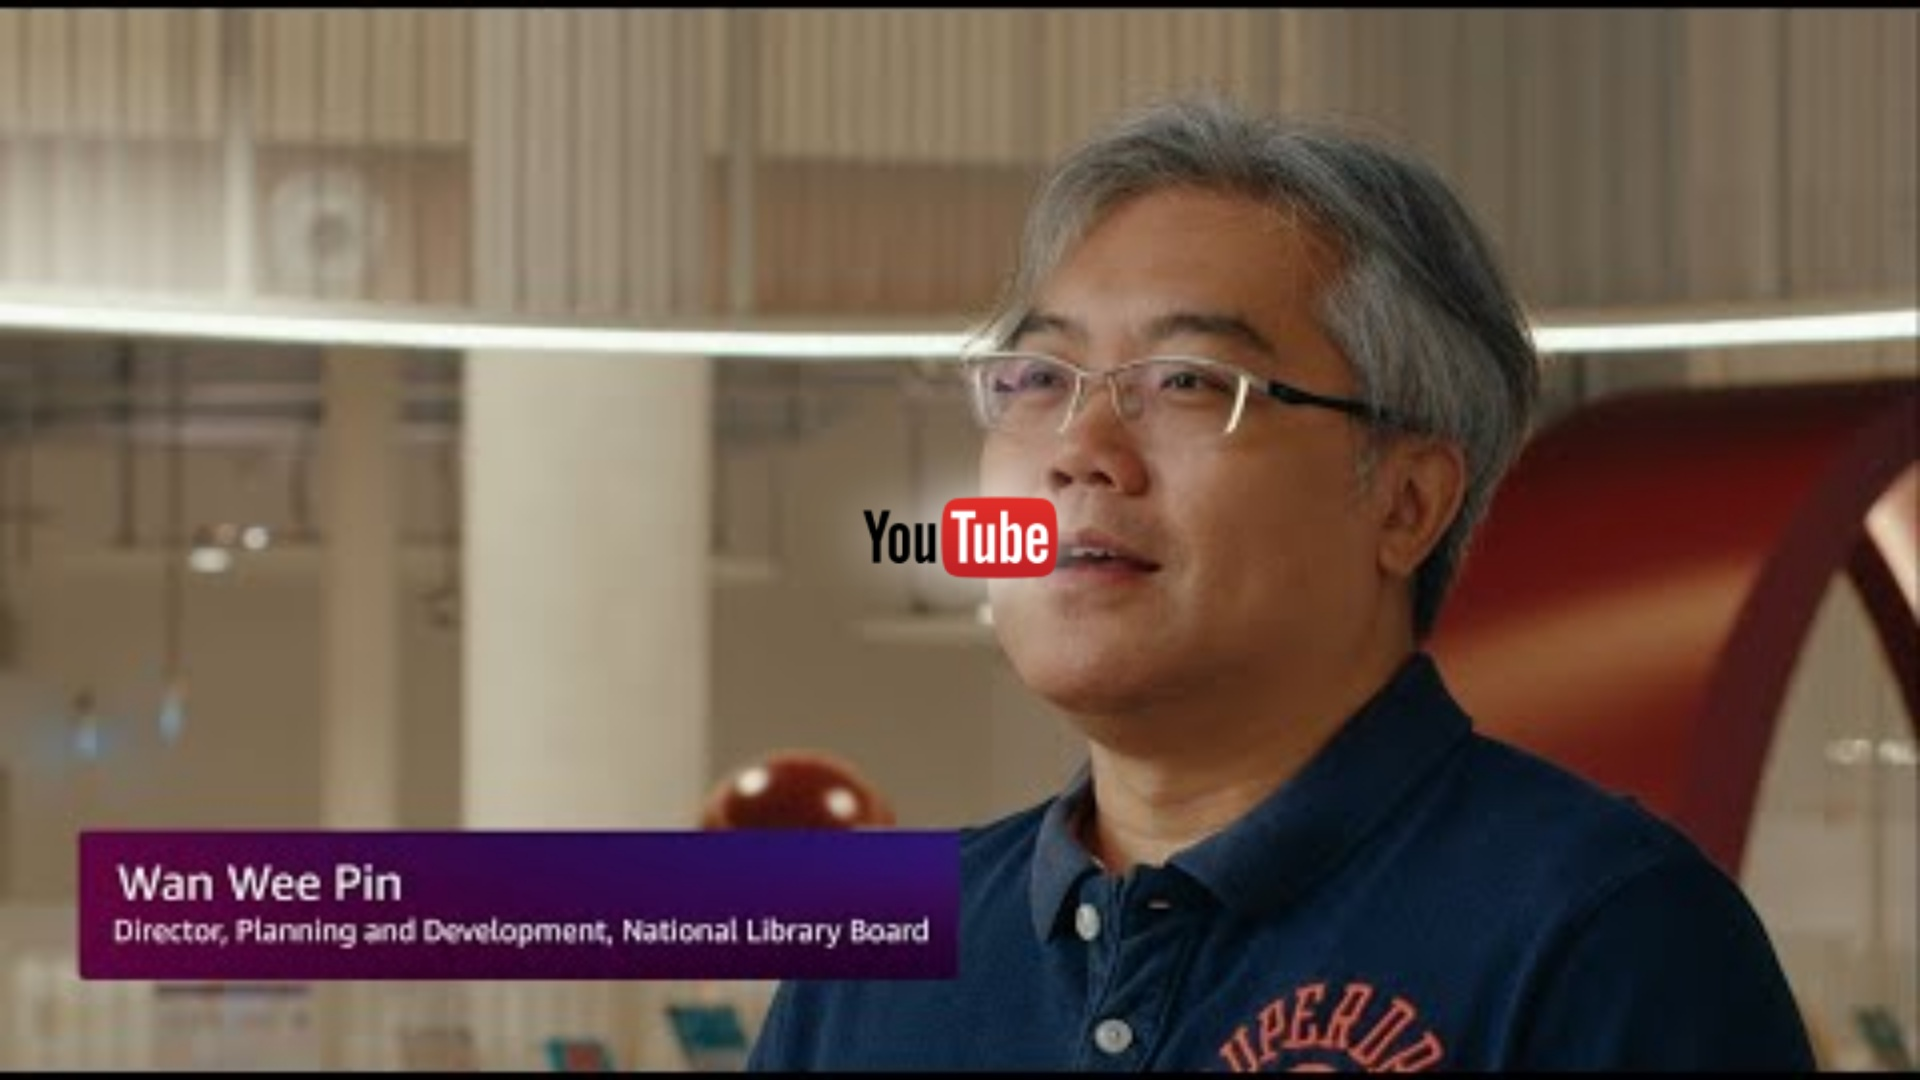 YouTube
Wan Wee Pin
Director, Planning and Development, National Library Board